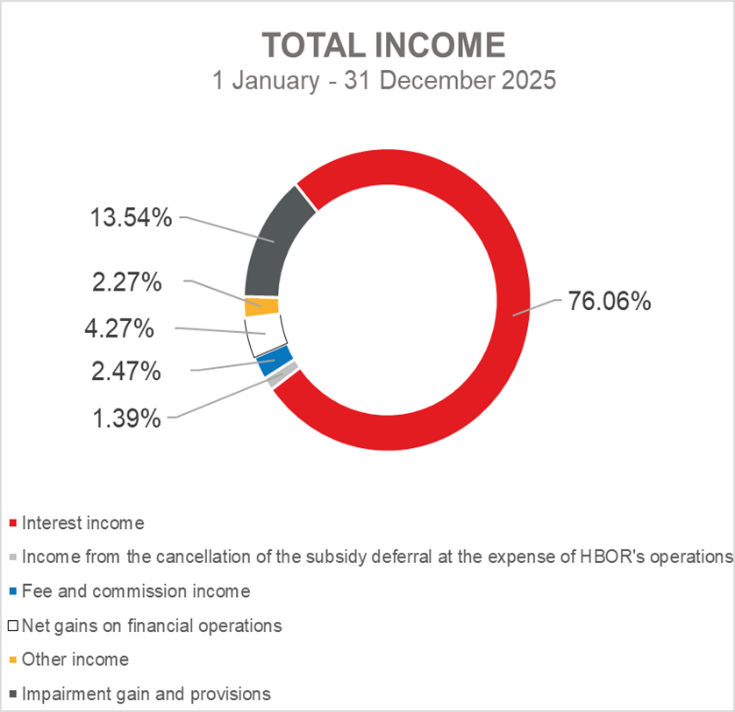 TOTAL INCOME
1 January - 31 December 2025
13.54%
2.27%
76.06%
4.27%
2.47%
1.39%
Interest income
Income from the cancellation of the subsidy deferral at the expense of HBOR's operations
Fee and commission income
Net gains on financial operations
Other income
Impairment gain and provisions